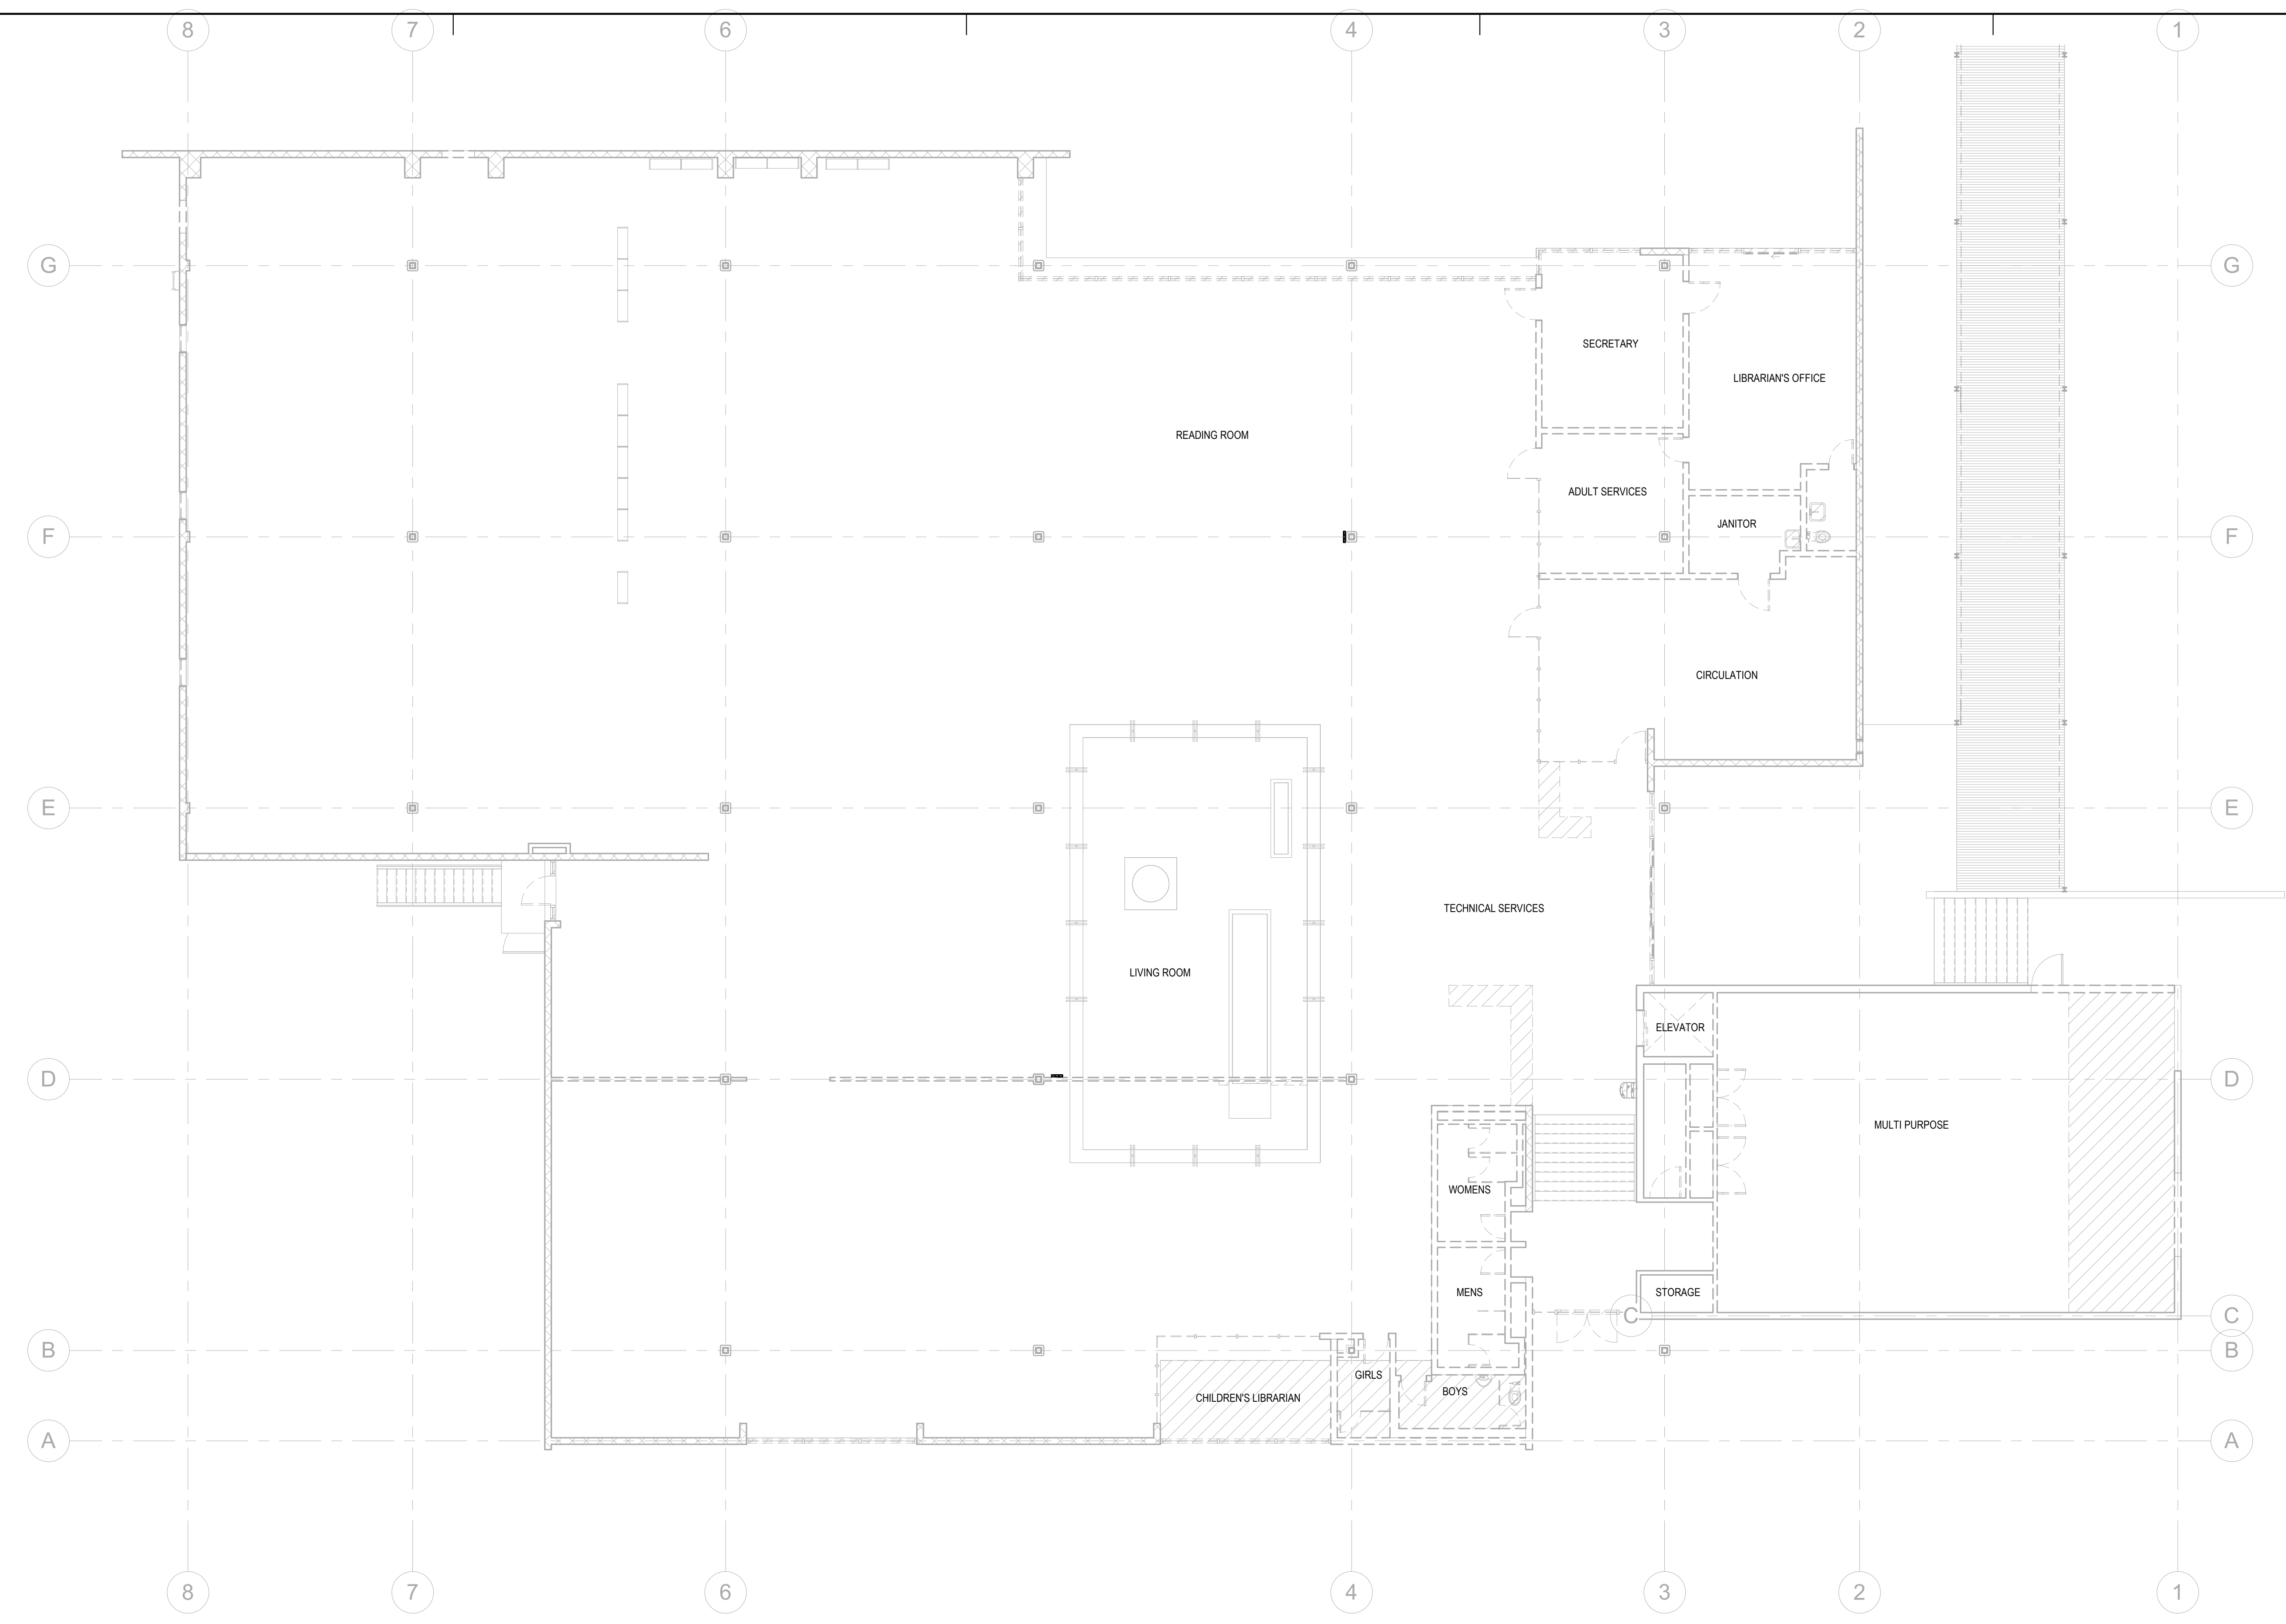 8 7 6 4 3 2 1
G G
SECRETARY
LIBRARIAN'S OFFICE
READING ROOM
ADULT SERVICES
JANITOR
F F
CIRCULATION
E E
TECHNICAL SERVICES
LIVING ROOM
ELEVATOR
D D
MULTI PURPOSE
WOMENS
MENS
STORAGE
C C
B B
GIRLS
BOYS
CHILDREN'S LIBRARIAN
A A
8 7 6 4 3 2 1